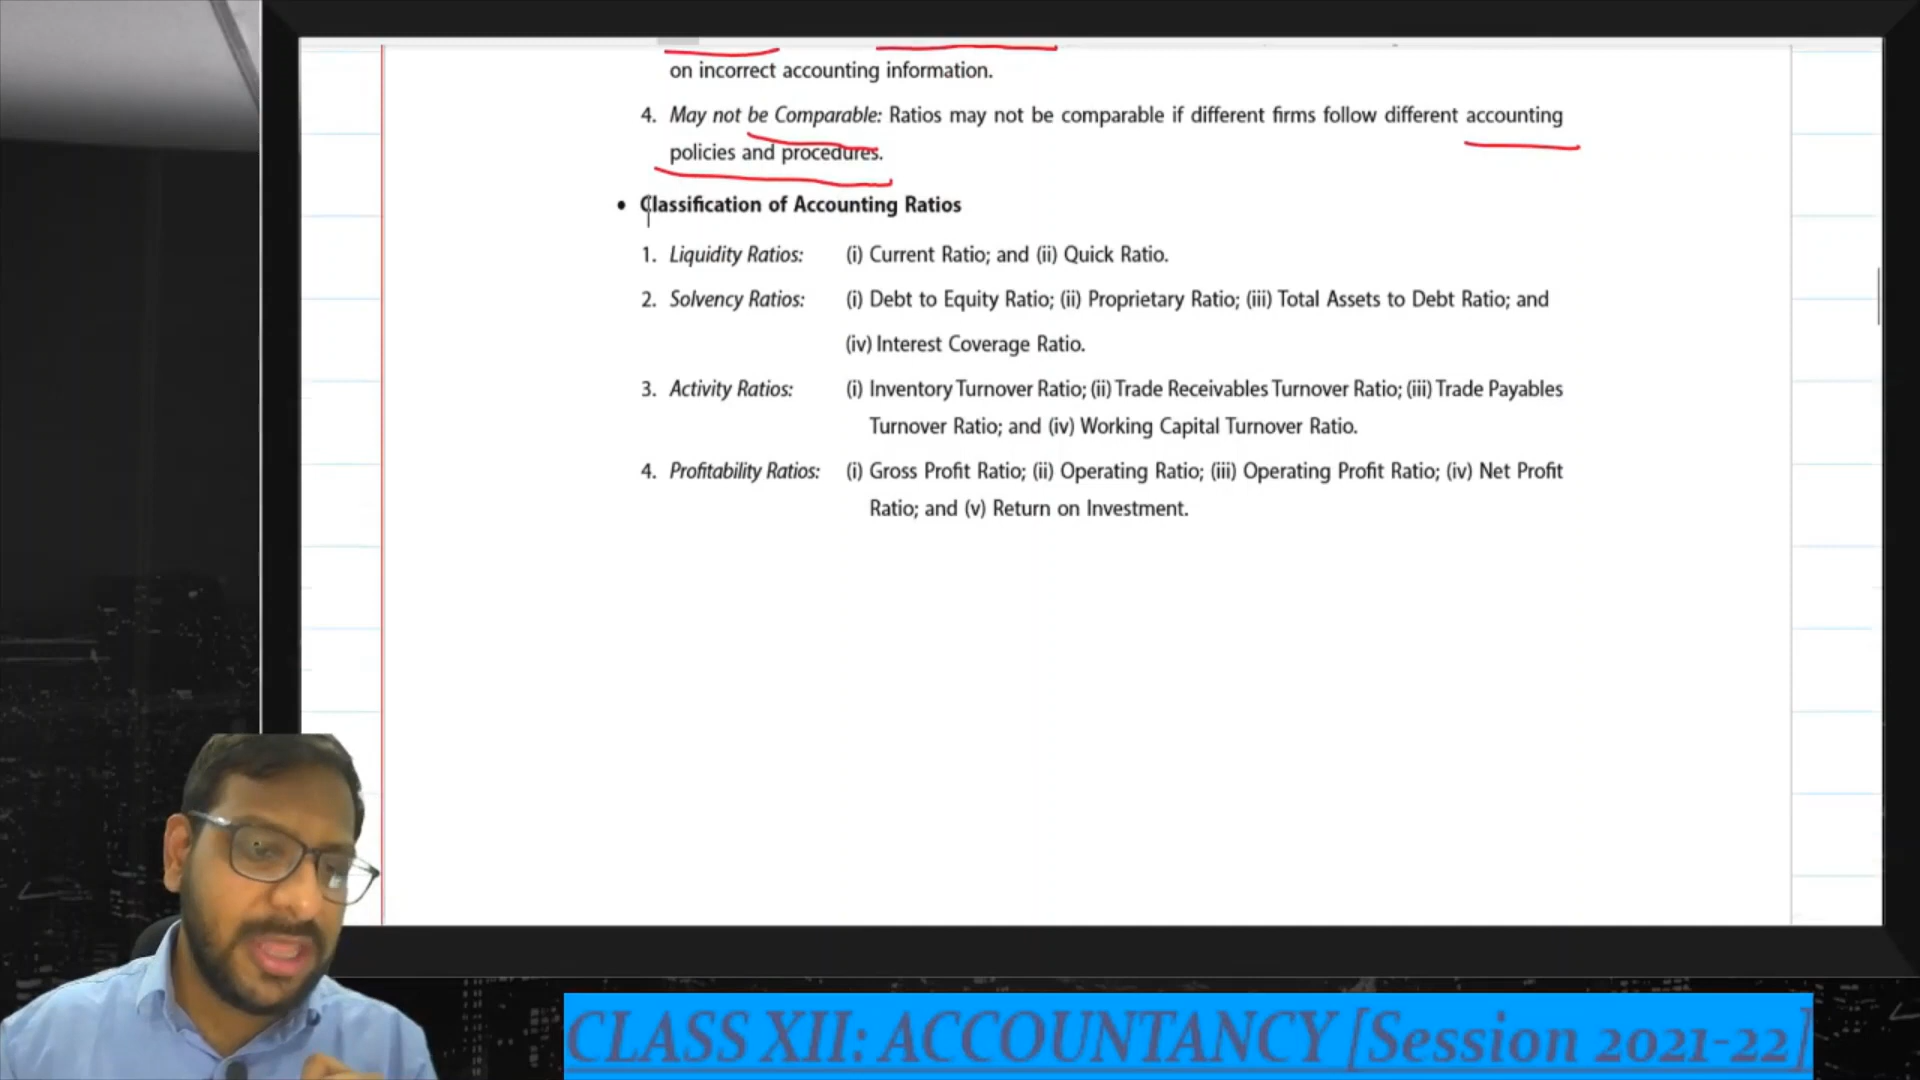 on incorrect accounting information.
4. May not be Comparable: Ratios may not be comparable if different firms follow different accounting
policies and procedures.
• Classification of Accounting Ratios
1. Liquidity Ratios: (i) Current Ratio; and (ii) Quick Ratio.
2. Solvency Ratios: (i) Debt to Equity Ratio; (ii) Proprietary Ratio; (iii) Total Assets to Debt Ratio; and
(iv) Interest Coverage Ratio.
3. Activity Ratios: (i) Inventory Turnover Ratio; (ii) Trade Receivables Turnover Ratio; (iii) Trade Payables
Turnover Ratio; and (iv) Working Capital Turnover Ratio.
4. Profitability Ratios: (i) Gross Profit Ratio; (ii) Operating Ratio; (iii) Operating Profit Ratio; (iv) Net Profit
Ratio; and (v) Return on Investment.
CLASS XII: ACCOUNTANCY [Session 2021-22]